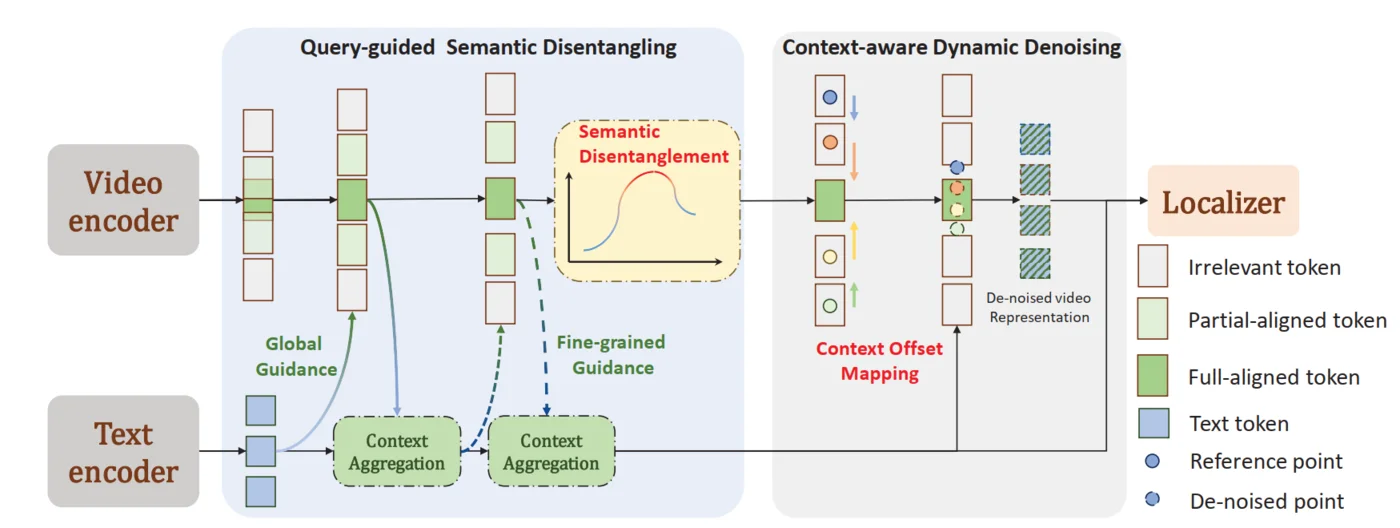 Query-guided Semantic Disentangling
Context-aware Dynamic Denoising
Video
encoder
Semantic
Disentanglement
Localizer
Global
Guidance
Fine-grained
Guidance
Context Offset
Mapping
De-noised video
Representation
Text
encoder
Context
Aggregation
Context
Aggregation
Irrelevant token
Partial-aligned token
Full-aligned token
Text token
Reference point
De-noised point